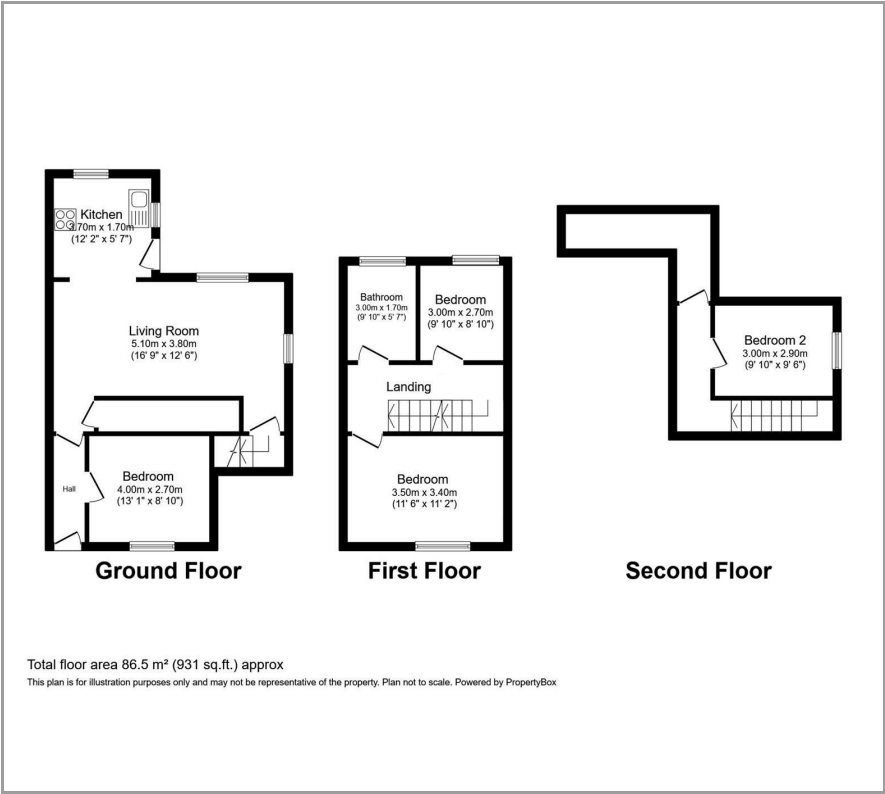 Kitchen
3.70m x 1.70m
(12' 2" x 5' 7")
Living Room
5.10m x 3.80m
(16' 9" x 12' 6")
Hall
Bedroom
4.00m x 2.70m
(13' 1" x 8' 10")
Ground Floor
Bathroom
3.00m x 1.70m
(9' 10" x 5' 7")
Bedroom
3.00m x 2.70m
(9' 10" x 8' 10")
Landing
Bedroom
3.50m x 3.40m
(11' 6" x 11' 2")
First Floor
Bedroom 2
3.00m x 2.90m
(9' 10" x 9' 6")
Second Floor
Total floor area 86.5 m² (931 sq.ft.) approx
This plan is for illustration purposes only and may not be representative of the property. Plan not to scale. Powered by PropertyBox